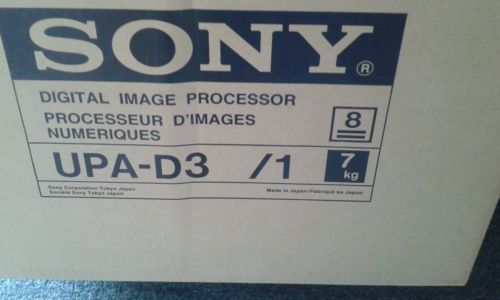 SONY®
DIGITAL IMAGE PROCESSOR
PROCESSEUR D'IMAGES
NUMERIQUES
8
UPA-D3 /1 7 kg
Sony Corporation Tokyo Japan
Société Sony Tokyo Japon
Made in Japan/Fabriqué en Japon